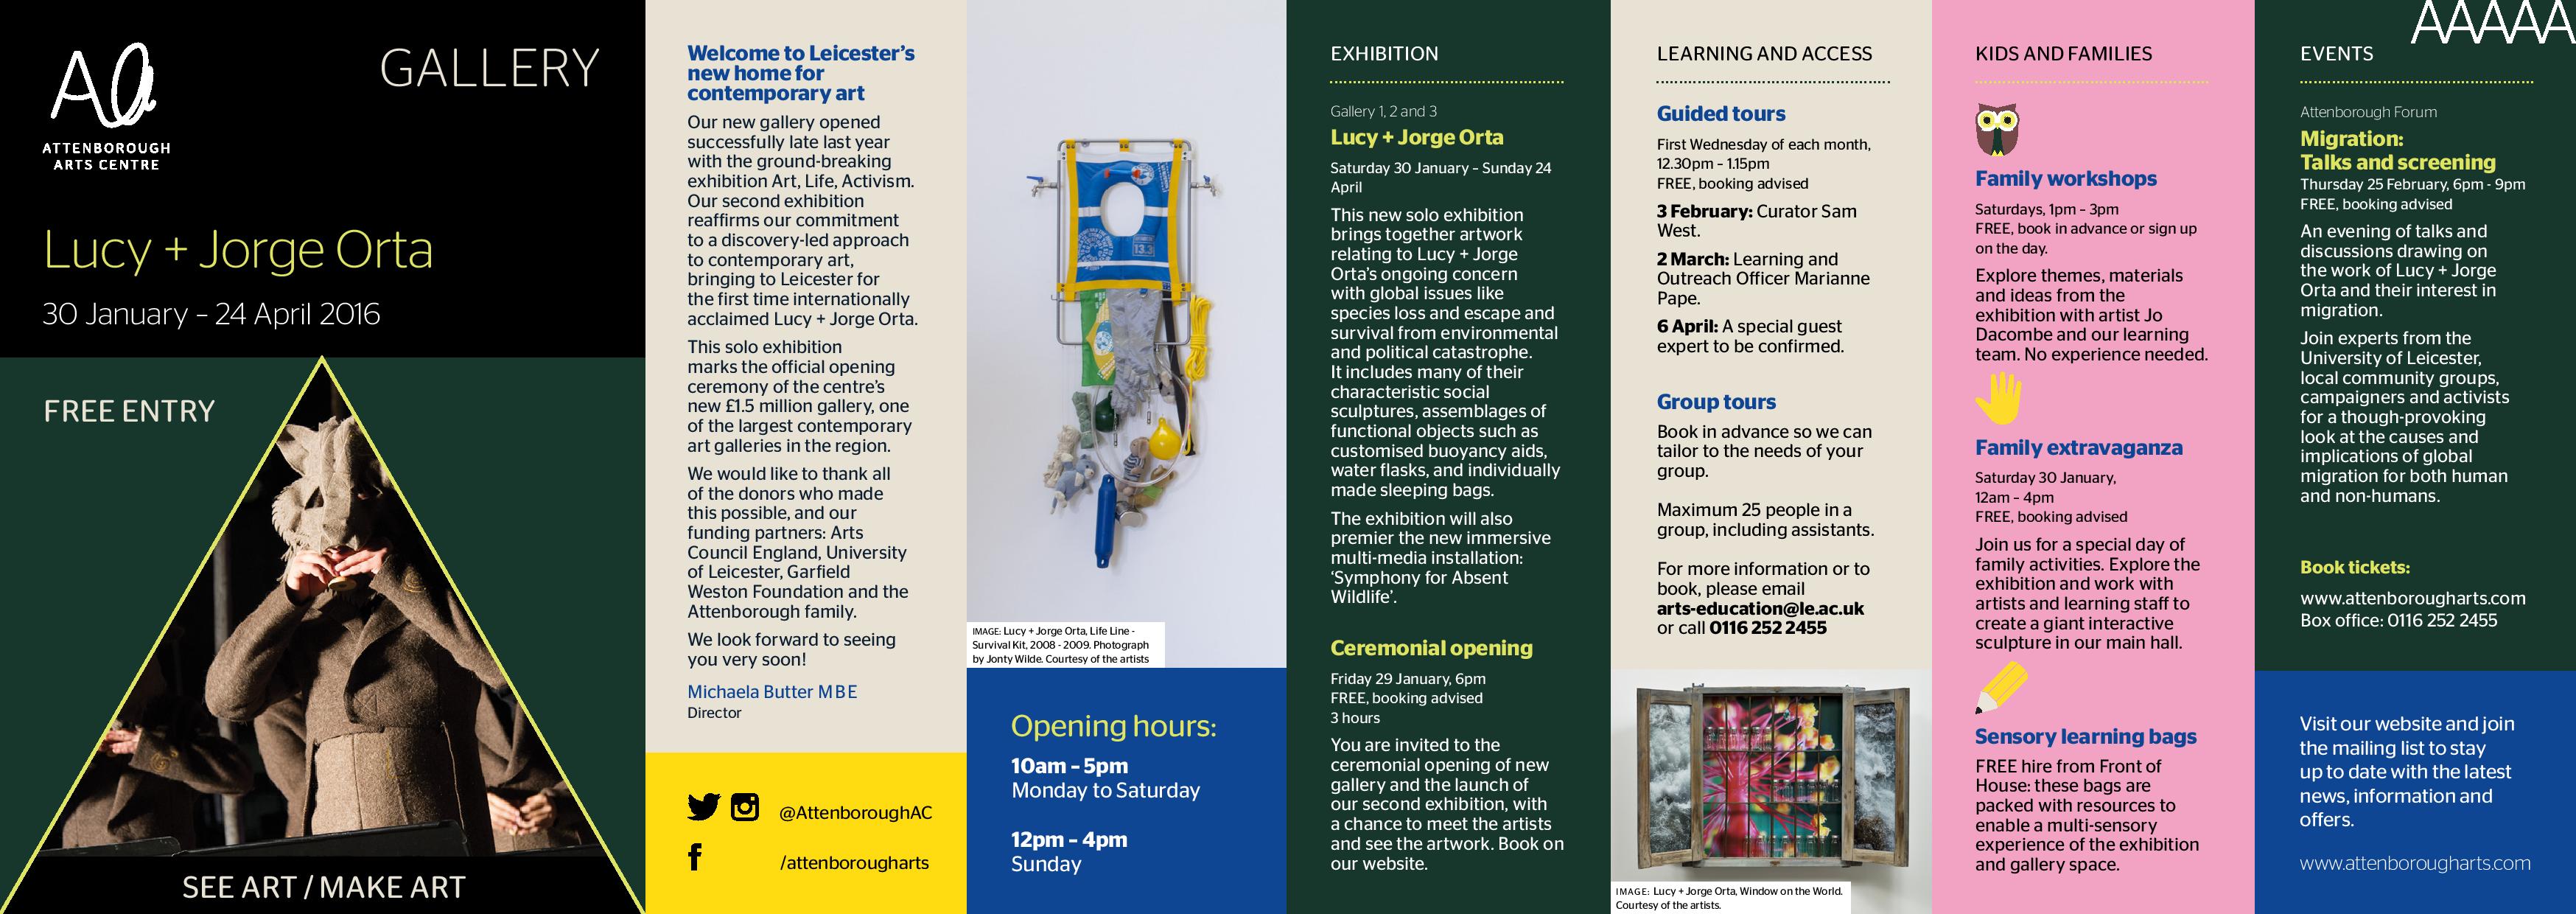 GALLERY
ATTENBOROUGH
ARTS CENTRE
Lucy + Jorge Orta
30 January – 24 April 2016
FREE ENTRY
SEE ART / MAKE ART
Welcome to Leicester's
new home for
contemporary art
Our new gallery opened
successfully late last year
with the ground-breaking
exhibition Art, Life, Activism.
Our second exhibition
reaffirms our commitment
to a discovery-led approach
to contemporary art,
bringing to Leicester for
the first time internationally
acclaimed Lucy + Jorge Orta.
This solo exhibition
marks the official opening
ceremony of the centre's
new £1.5 million gallery, one
of the largest contemporary
art galleries in the region.
We would like to thank all
of the donors who made
this possible, and our
funding partners: Arts
Council England, University
of Leicester, Garfield
Weston Foundation and the
Attenborough family.
We look forward to seeing
you very soon!
Michaela Butter MBE
Director
@AttenboroughAC
/attenborougharts
IMAGE: Lucy + Jorge Orta, Life Line -
Survival Kit, 2008 - 2009. Photograph
by Jonty Wilde. Courtesy of the artists
Opening hours:
10am – 5pm
Monday to Saturday
12pm – 4pm
Sunday
EXHIBITION
Gallery 1, 2 and 3
Lucy + Jorge Orta
Saturday 30 January – Sunday 24
April
This new solo exhibition
brings together artwork
relating to Lucy + Jorge
Orta's ongoing concern
with global issues like
species loss and escape and
survival from environmental
and political catastrophe.
It includes many of their
characteristic social
sculptures, assemblages of
functional objects such as
customised buoyancy aids,
water flasks, and individually
made sleeping bags.
The exhibition will also
premier the new immersive
multi-media installation:
'Symphony for Absent
Wildlife'.
Ceremonial opening
Friday 29 January, 6pm
FREE, booking advised
3 hours
You are invited to the
ceremonial opening of new
gallery and the launch of
our second exhibition, with
a chance to meet the artists
and see the artwork. Book on
our website.
LEARNING AND ACCESS
Guided tours
First Wednesday of each month,
12.30pm – 1.15pm
FREE, booking advised
3 February: Curator Sam
West.
2 March: Learning and
Outreach Officer Marianne
Pape.
6 April: A special guest
expert to be confirmed.
Group tours
Book in advance so we can
tailor to the needs of your
group.
Maximum 25 people in a
group, including assistants.
For more information or to
book, please email
arts-education@le.ac.uk
or call 0116 252 2455
IMAGE: Lucy + Jorge Orta, Window on the World.
Courtesy of the artists.
KIDS AND FAMILIES
Family workshops
Saturdays, 1pm – 3pm
FREE, book in advance or sign up
on the day.
Explore themes, materials
and ideas from the
exhibition with artist Jo
Dacombe and our learning
team. No experience needed.
Family extravaganza
Saturday 30 January,
12am – 4pm
FREE, booking advised
Join us for a special day of
family activities. Explore the
exhibition and work with
artists and learning staff to
create a giant interactive
sculpture in our main hall.
Sensory learning bags
FREE hire from Front of
House: these bags are
packed with resources to
enable a multi-sensory
experience of the exhibition
and gallery space.
AAAAA
EVENTS
Attenborough Forum
Migration:
Talks and screening
Thursday 25 February, 6pm - 9pm
FREE, booking advised
An evening of talks and
discussions drawing on
the work of Lucy + Jorge
Orta and their interest in
migration.
Join experts from the
University of Leicester,
local community groups,
campaigners and activists
for a though-provoking
look at the causes and
implications of global
migration for both human
and non-humans.
Book tickets:
www.attenborougharts.com
Box office: 0116 252 2455
Visit our website and join
the mailing list to stay
up to date with the latest
news, information and
offers.
www.attenborougharts.com